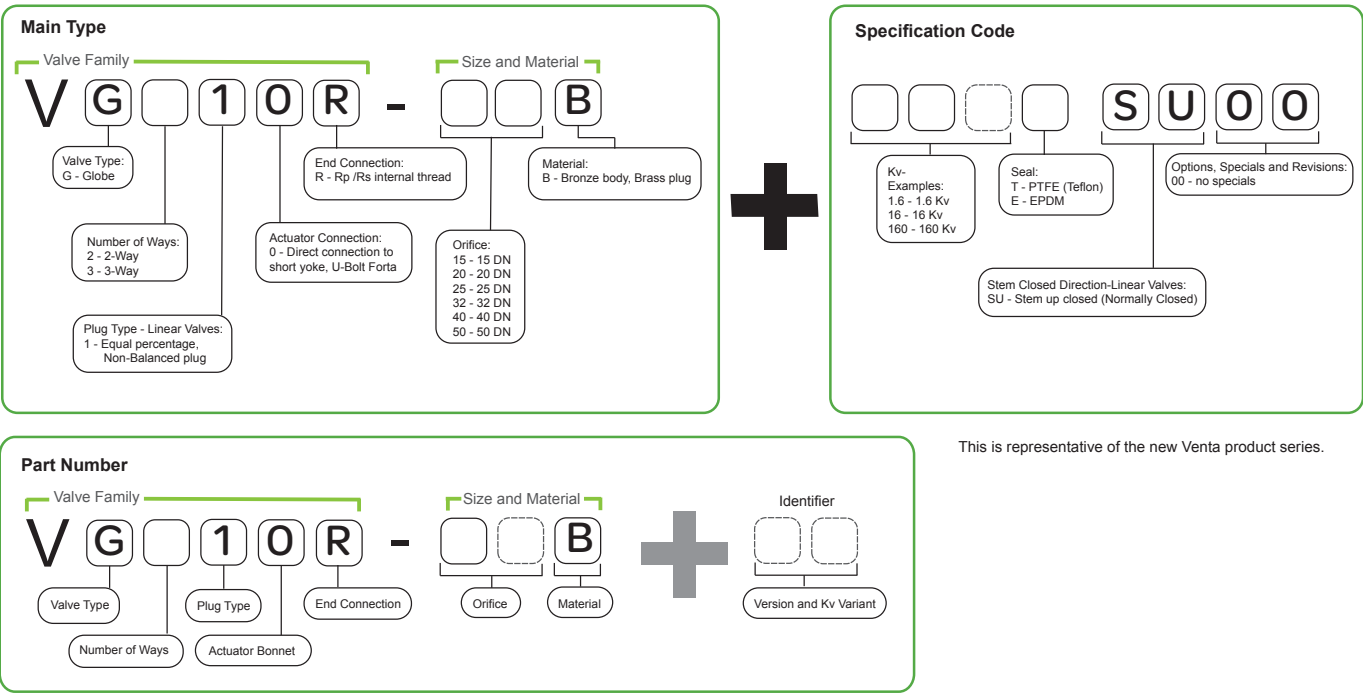 Main Type
Valve Family
Size and Material
V G 1 0 R - B
Valve Type:
G - Globe
End Connection:
R - Rp /Rs internal thread
Material:
B - Bronze body, Brass plug
Number of Ways:
2 - 2-Way
3 - 3-Way
Actuator Connection:
0 - Direct connection to
short yoke, U-Bolt Forta
Orifice:
15 - 15 DN
20 - 20 DN
25 - 25 DN
32 - 32 DN
40 - 40 DN
50 - 50 DN
Plug Type - Linear Valves:
1 - Equal percentage,
Non-Balanced plug
Specification Code
S U 0 0
Kv-
Examples:
1.6 - 1.6 Kv
16 - 16 Kv
160 - 160 Kv
Seal:
T - PTFE (Teflon)
E - EPDM
Options, Specials and Revisions:
00 - no specials
Stem Closed Direction-Linear Valves:
SU - Stem up closed (Normally Closed)
Part Number
Valve Family
Size and Material
Identifier
V G 1 0 R - B
Valve Type
Plug Type
End Connection
Orifice
Material
Version and Kv Variant
Number of Ways
Actuator Bonnet
This is representative of the new Venta product series.